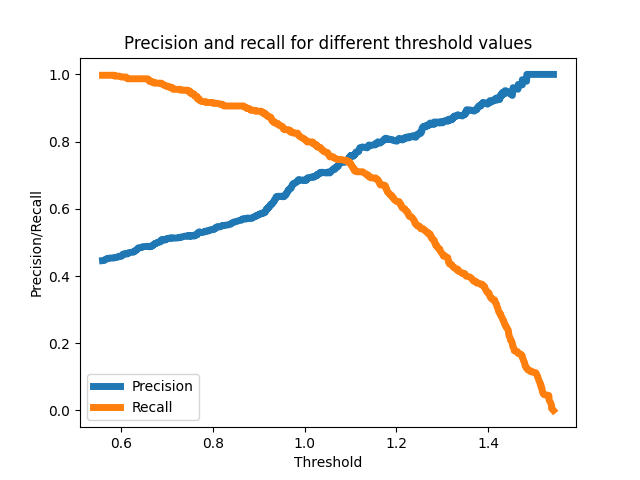 Precision and recall for different threshold values
Precision/Recall
1.0
0.8
0.6
0.4
0.2
0.0
Precision
Recall
0.6 0.8 1.0 1.2 1.4
Threshold